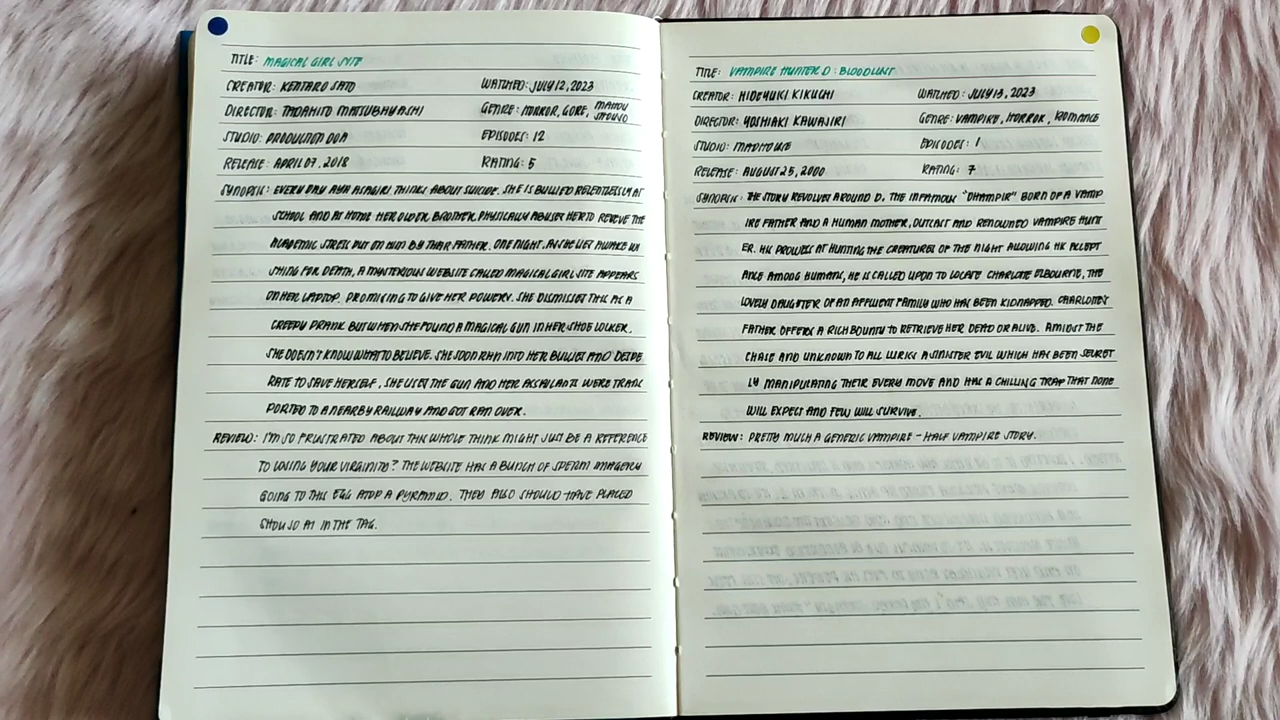 TITLE: MAGICAL GIRL SITE
CREATOR: KENTARO SATO WATCHED: JULY 12, 2023
DIRECTOR: TADAHITO MATSUBAYASHI GENRE: HORROR, GORE, MAHOU SHOUJO
STUDIO: PRODUCTION DOA EPISODES: 12
RELEASE: APRIL 07, 2018 RATING: 5
SYNOPSIS: EVERY DAY AYA ASAGIRI THINKS ABOUT SUICIDE. SHE IS BULLIED RELENTLESSLY AT
SCHOOL AND AT HOME HER OLDER BROTHER PHYSICALLY ABUSES HER TO REVEIVE THE
ACADEMIC STRESS PUT ON HIM BY THAIR FATHER. ONE NIGHT, AS SHE LIES AWAKE WI
SHING FOR DEATH, A MYSTERIOUS WEBSITE CALLED MAGICAL GIRL SITE APPEARS
ON HER LAPTOP, PROMISING TO GIVE HER POWERS. SHE DISMISSES THIS AS A
CREEPY PRANK BUT WHEN SHE FOUND A MAGICAL GUN IN HER SHOE LOCKER,
SHE DOESN'T KNOW WHAT TO BELIEVE. SHE SOON RAN INTO HER BULLIES AND DESPE
RATE TO SAVE HERSELF, SHE USES THE GUN AND HER ASSAILANTS WERE TRANS
PORTED TO A NEARBY RAILWAY AND GOT RAN OVER.
REVIEW: I'M SO FRUSTRATED ABOUT THIS WHOLE THINK MIGHT JUST BE A REFERENCE
TO LOSING YOUR VIRGINITY? THE WEBSITE HAS A BUNCH OF SPERM IMAGERY
GOING TO THIS EGG ATOP A PYRAMID. THEY ALSO SHOULD HAVE PLACED
SHOUJO AI IN THE TAG.
TITLE: VAMPIRE HUNTER D: BLOODLUST
CREATOR: HIDEYUKI KIKUCHI WATCHED: JULY 13, 2023
DIRECTOR: YOSHIAKI KAWAJIRI GENRE: VAMPIRE, HORROR, ROMANCE
STUDIO: MADHOUSE EPISODES: 1
RELEASE: AUGUST 25, 2000 RATING: 7
SYNOPSIS: THE STORY REVOLVES AROUND D, THE INFAMOUS "DHAMPIR" BORN OF A VAMP
IRE FATHER AND A HUMAN MOTHER, OUTCAST AND RENOWNED VAMPIRE HUNT
ER. HIS PROWESS AT HUNTING THE CREATURES OF THE NIGHT ALLOWING HIS ACCEPT
ANCE AMONG HUMANS, HE IS CALLED UPON TO LOCATE CHARLOTTE ELBOURNE, THE
LOVELY DAUGHTER OF AN AFFLUENT FAMILY WHO HAS BEEN KIDNAPPED. CHARLOTTE'S
FATHER OFFERS A RICH BOUNTY TO RETRIEVE HER DEAD OR ALIVE. AMIDST THE
CHASE AND UNKNOWN TO ALL LURKS A SINISTER EVIL WHICH HAS BEEN SECRET
LY MANIPULATING THEIR EVERY MOVE AND HAS A CHILLING TRAP THAT NONE
WILL EXPECT AND FEW WILL SURVIVE.
REVIEW: PRETTY MUCH A GENERIC VAMPIRE - HALF VAMPIRE STORY.